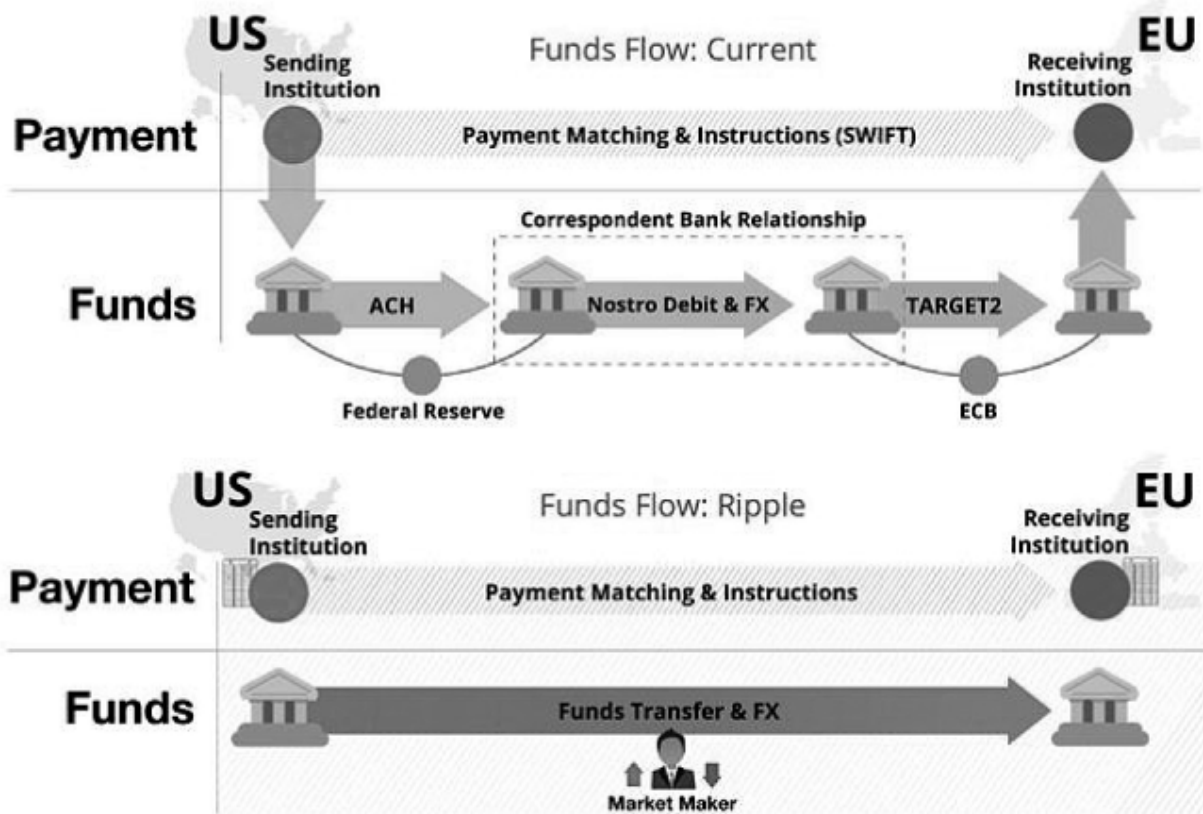 US
EU
Funds Flow: Current
Sending
Institution
Receiving
Institution
Payment
Payment Matching & Instructions (SWIFT)
Correspondent Bank Relationship
Funds
ACH
Nostro Debit & FX
TARGET2
Federal Reserve
ECB
US
EU
Funds Flow: Ripple
Sending
Institution
Receiving
Institution
Payment
Payment Matching & Instructions
Funds
Funds Transfer & FX
Market Maker